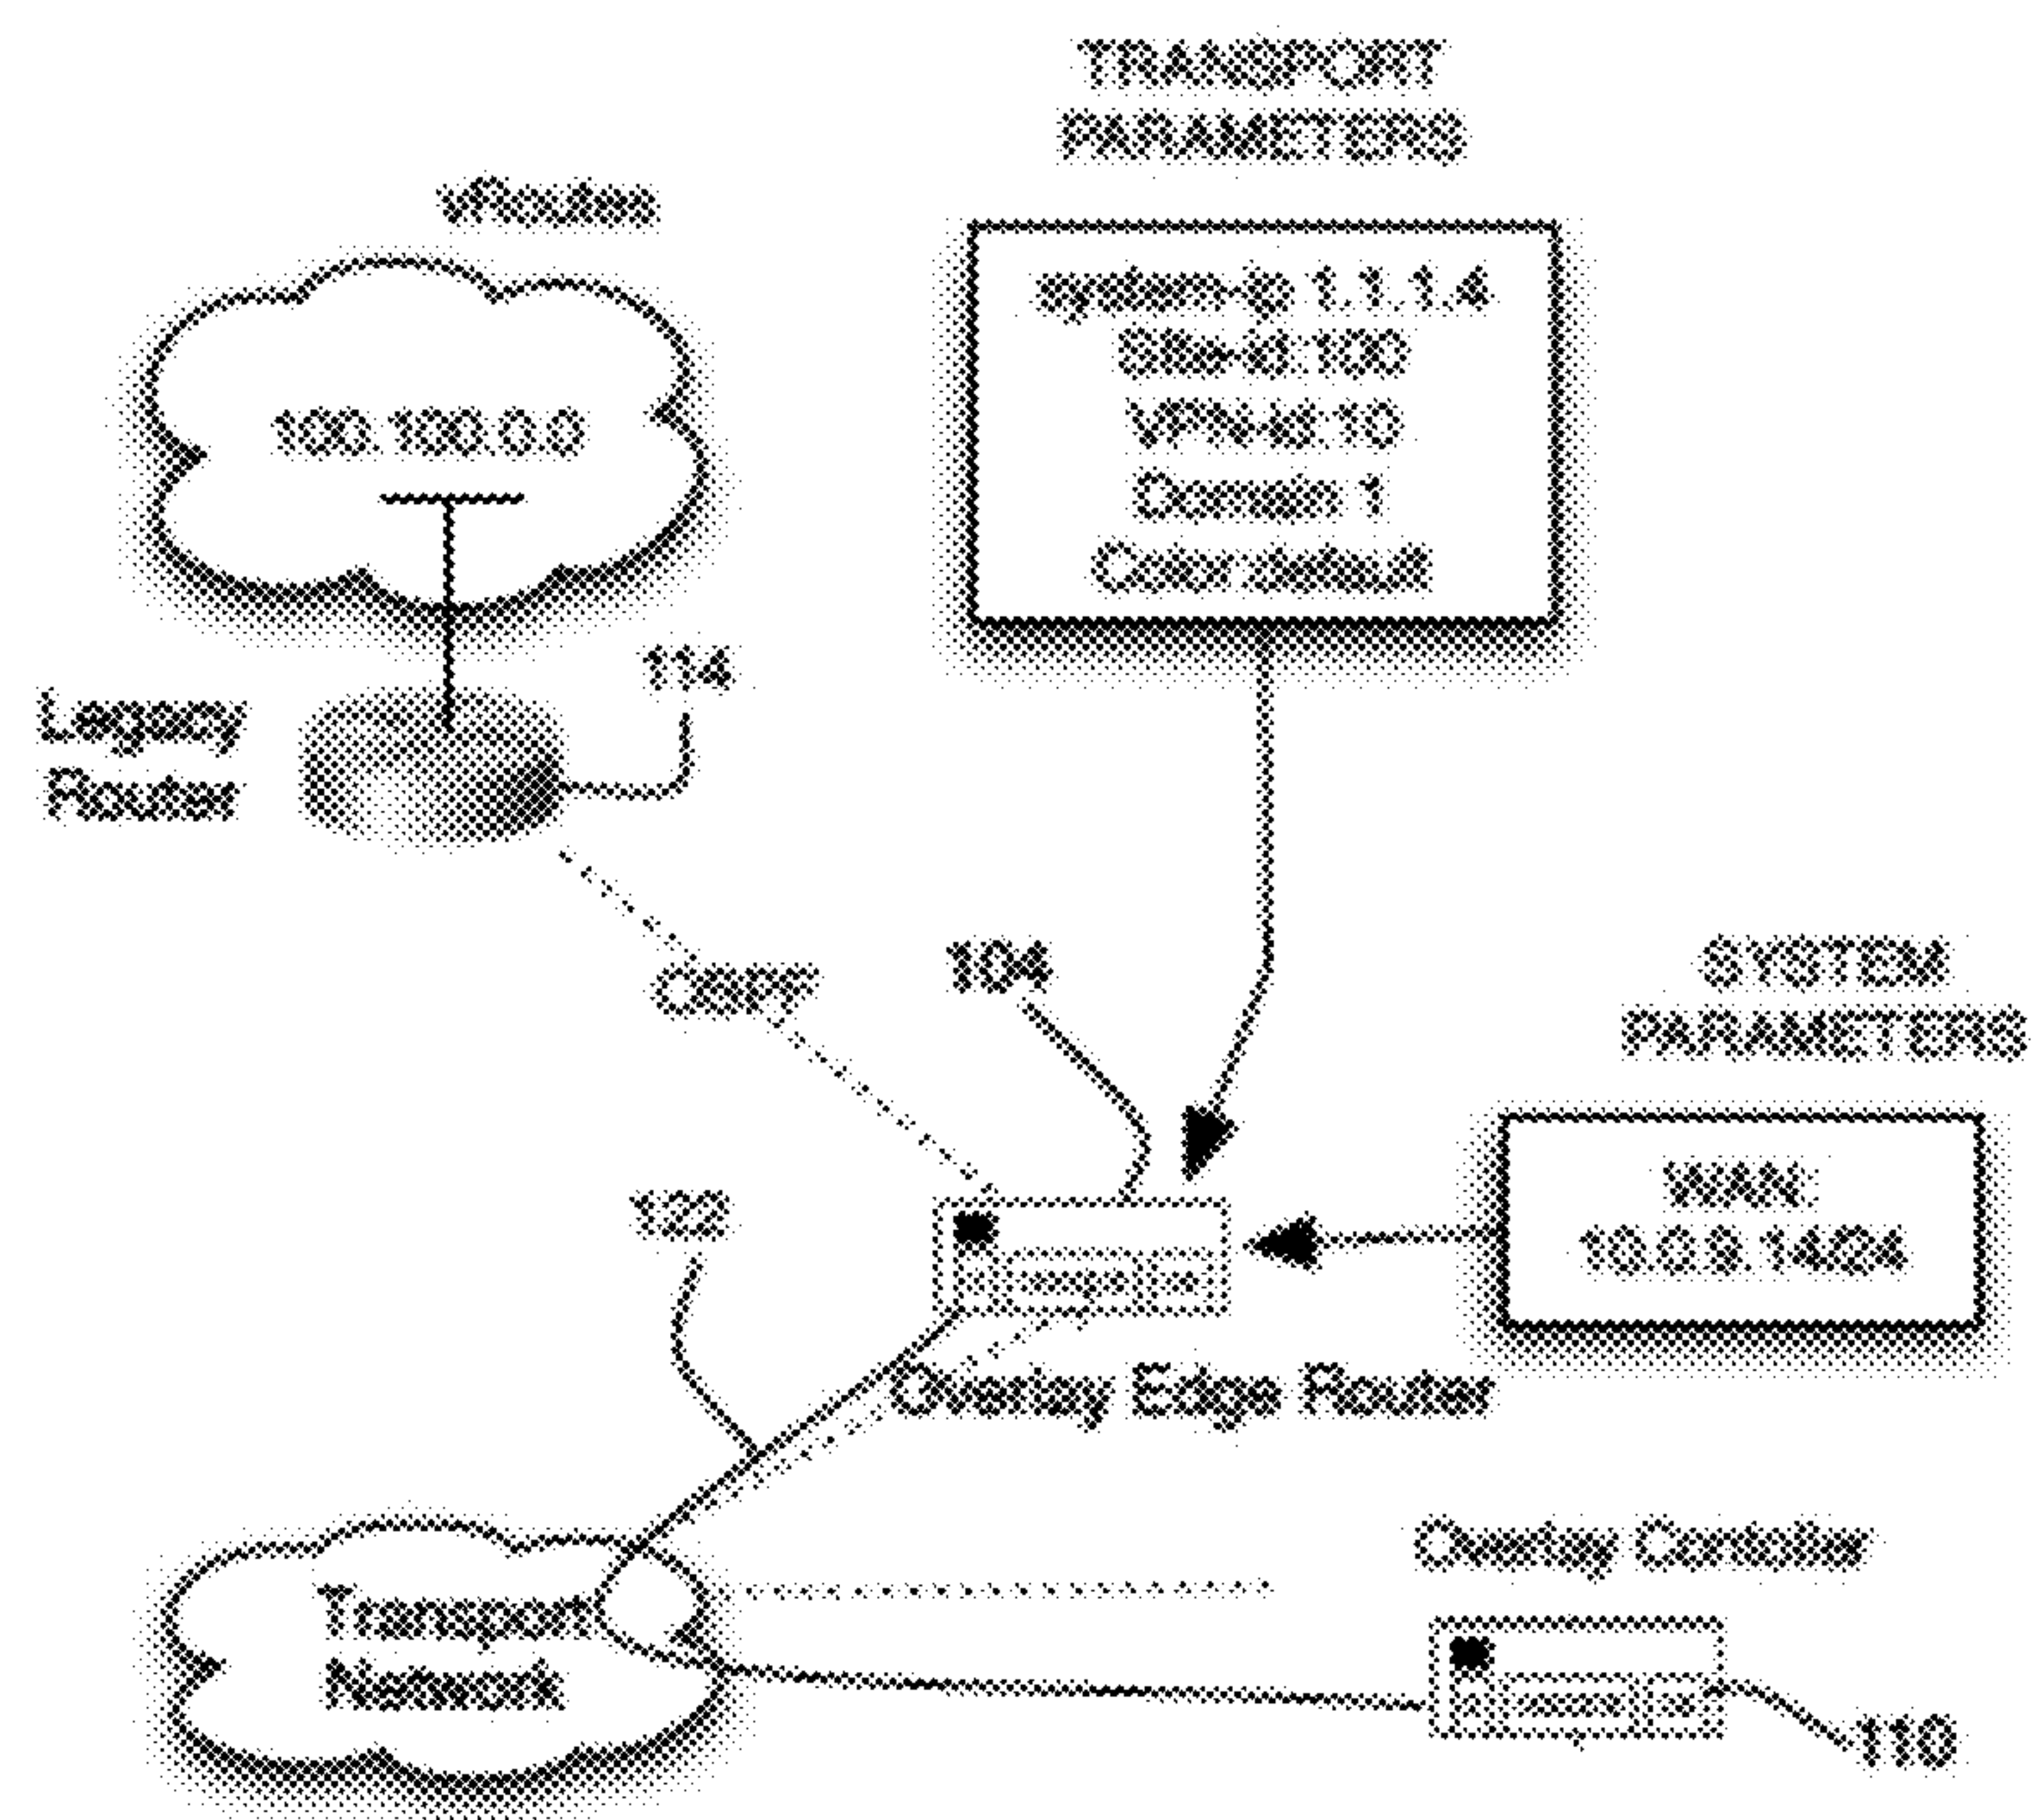 TRANSPORT
PARAMETERS
vRoutes
system-ip 1.1.1.4
Site-id 100
VPN-id 10
Domain 1
Color default
100.100.0.0
114
Legacy
Router
OSPF
104
SYSTEM
PARAMETERS
WAN:
10.0.9.14/24
122
Overlay Edge Router
Overlay Controller
Transport
Network
110